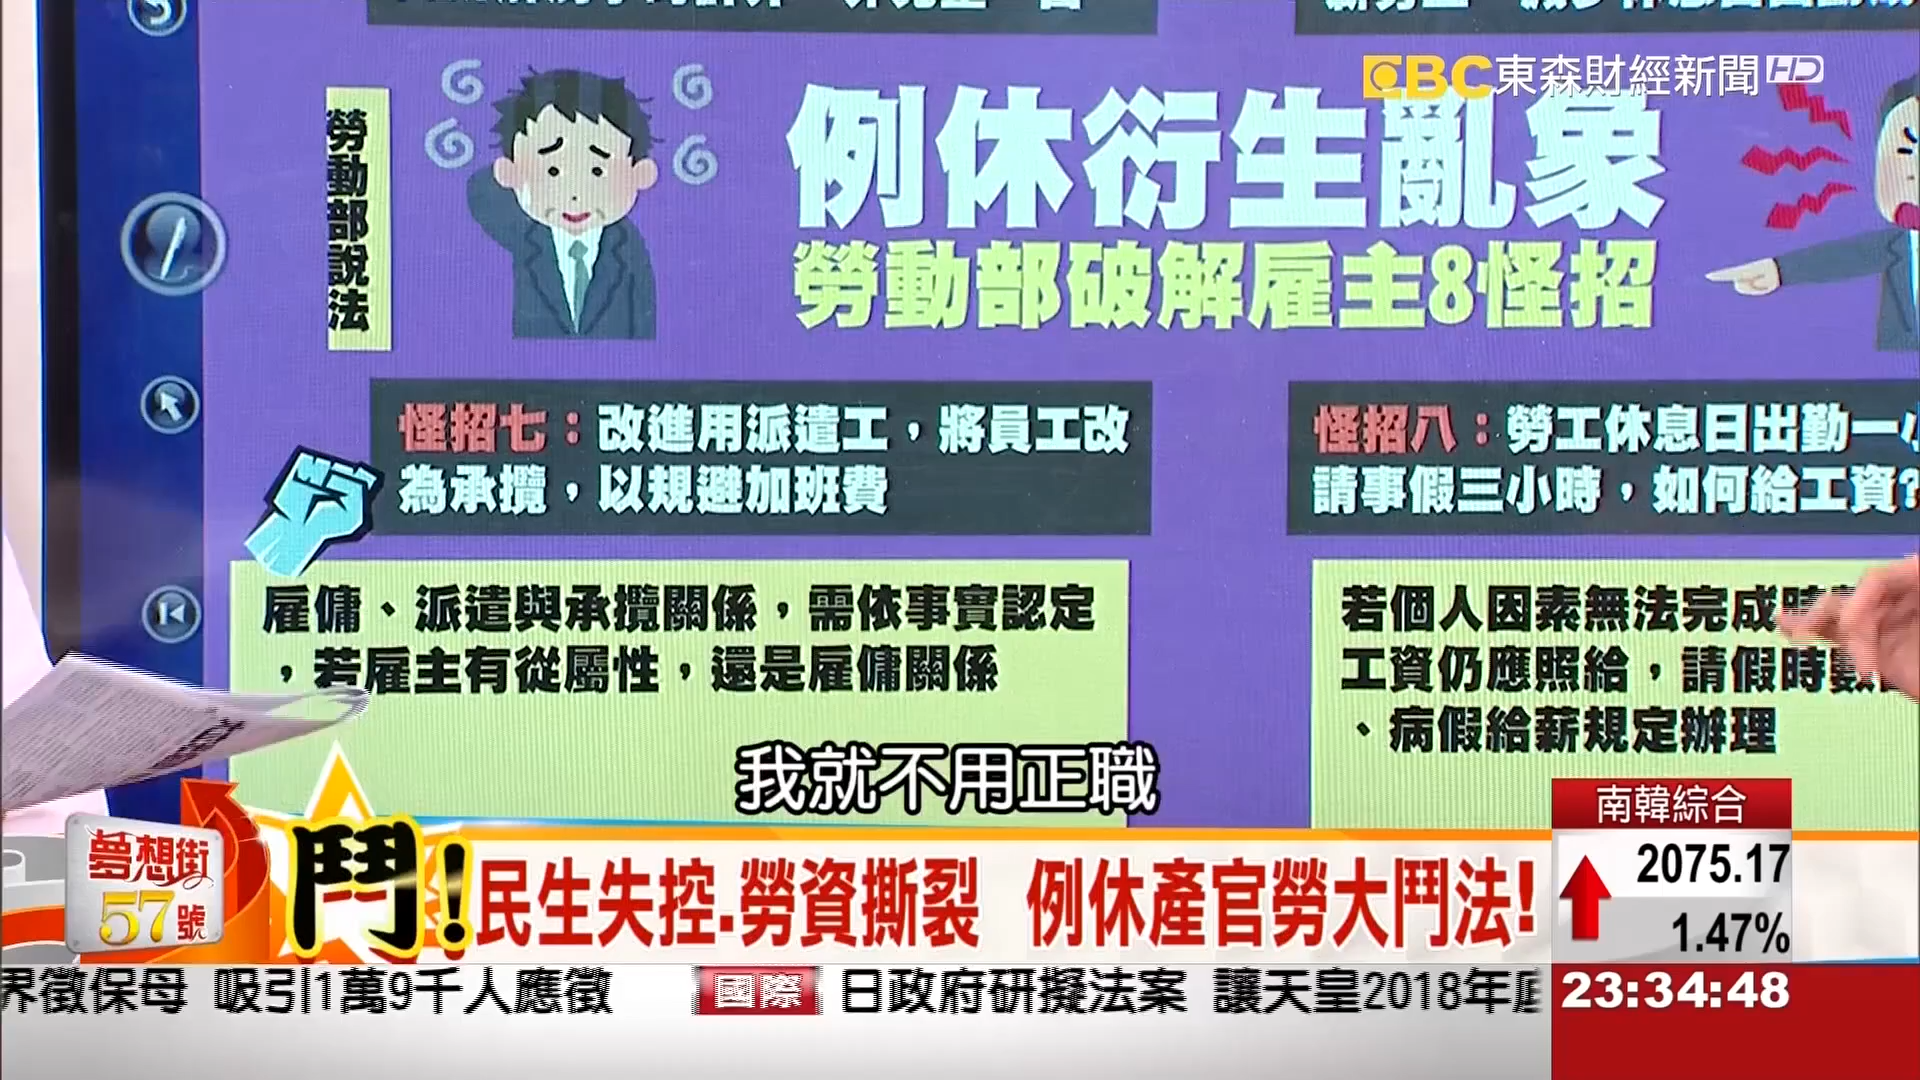 EBC 東森財經新聞 HD
勞動部說法
例休衍生亂象
勞動部破解雇主8怪招
怪招七：改進用派遣工，將員工改
為承攬，以規避加班費
雇傭、派遣與承攬關係，需依事實認定
，若雇主有從屬性，還是雇傭關係
怪招八：勞工休息日出勤一小
請事假三小時，如何給工資?
若個人因素無法完成時
工資仍應照給，請假時數
、病假給薪規定辦理
我就不用正職
夢想街
57號
鬥!
民生失控.勞資撕裂 例休產官勞大鬥法!
南韓綜合
2075.17
1.47%
界徵保母 吸引1萬9千人應徵 國際 日政府研擬法案 讓天皇2018年底
23:34:48